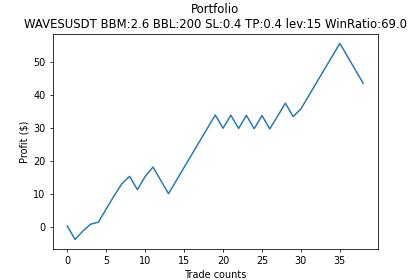 Portfolio
WAVESUSDT BBM:2.6 BBL:200 SL:0.4 TP:0.4 lev:15 WinRatio:69.0
Profit ($)
50
40
30
20
10
0
0 5 10 15 20 25 30 35
Trade counts